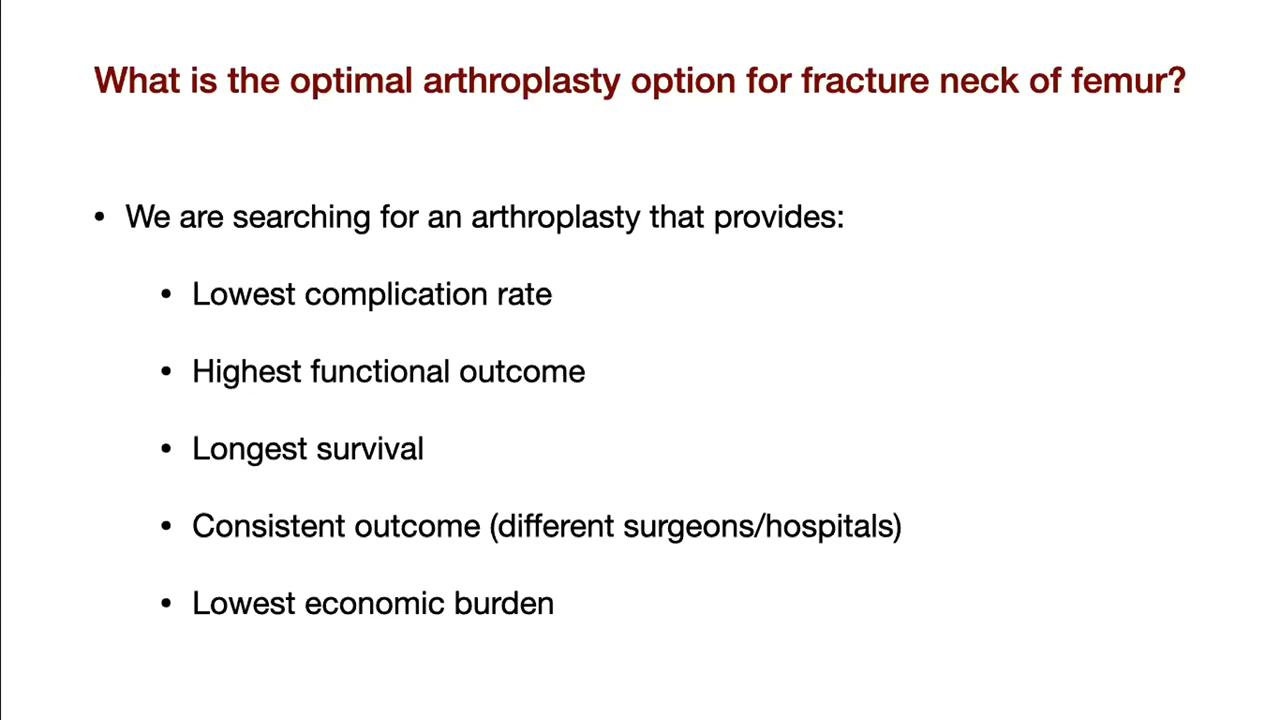 What is the optimal arthroplasty option for fracture neck of femur?
• We are searching for an arthroplasty that provides:
• Lowest complication rate
• Highest functional outcome
• Longest survival
• Consistent outcome (different surgeons/hospitals)
• Lowest economic burden